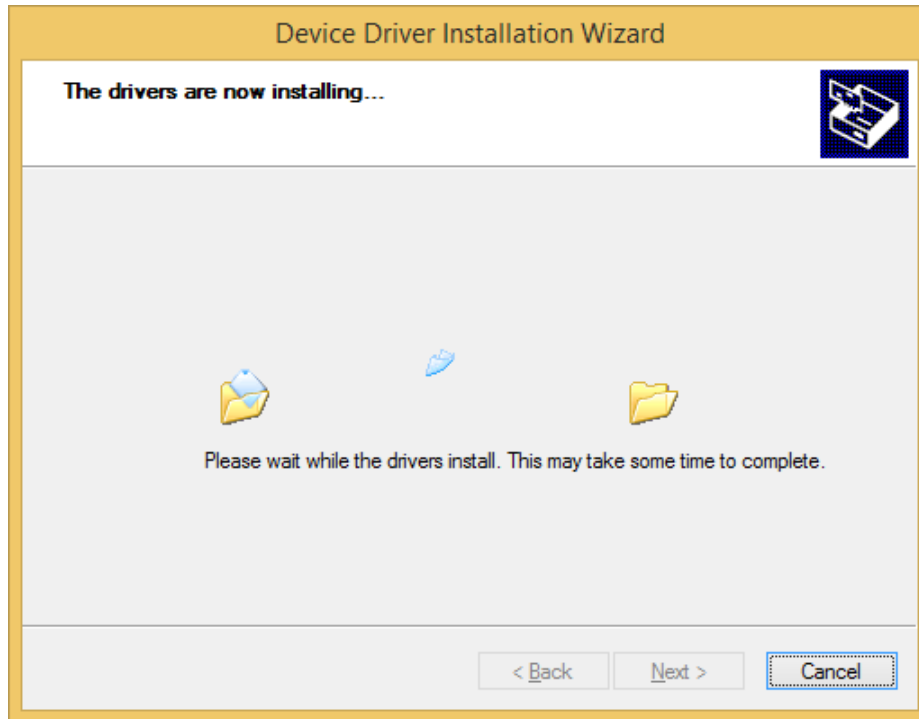 Device Driver Installation Wizard
The drivers are now installing...
Please wait while the drivers install. This may take some time to complete.
< Back
Next >
Cancel